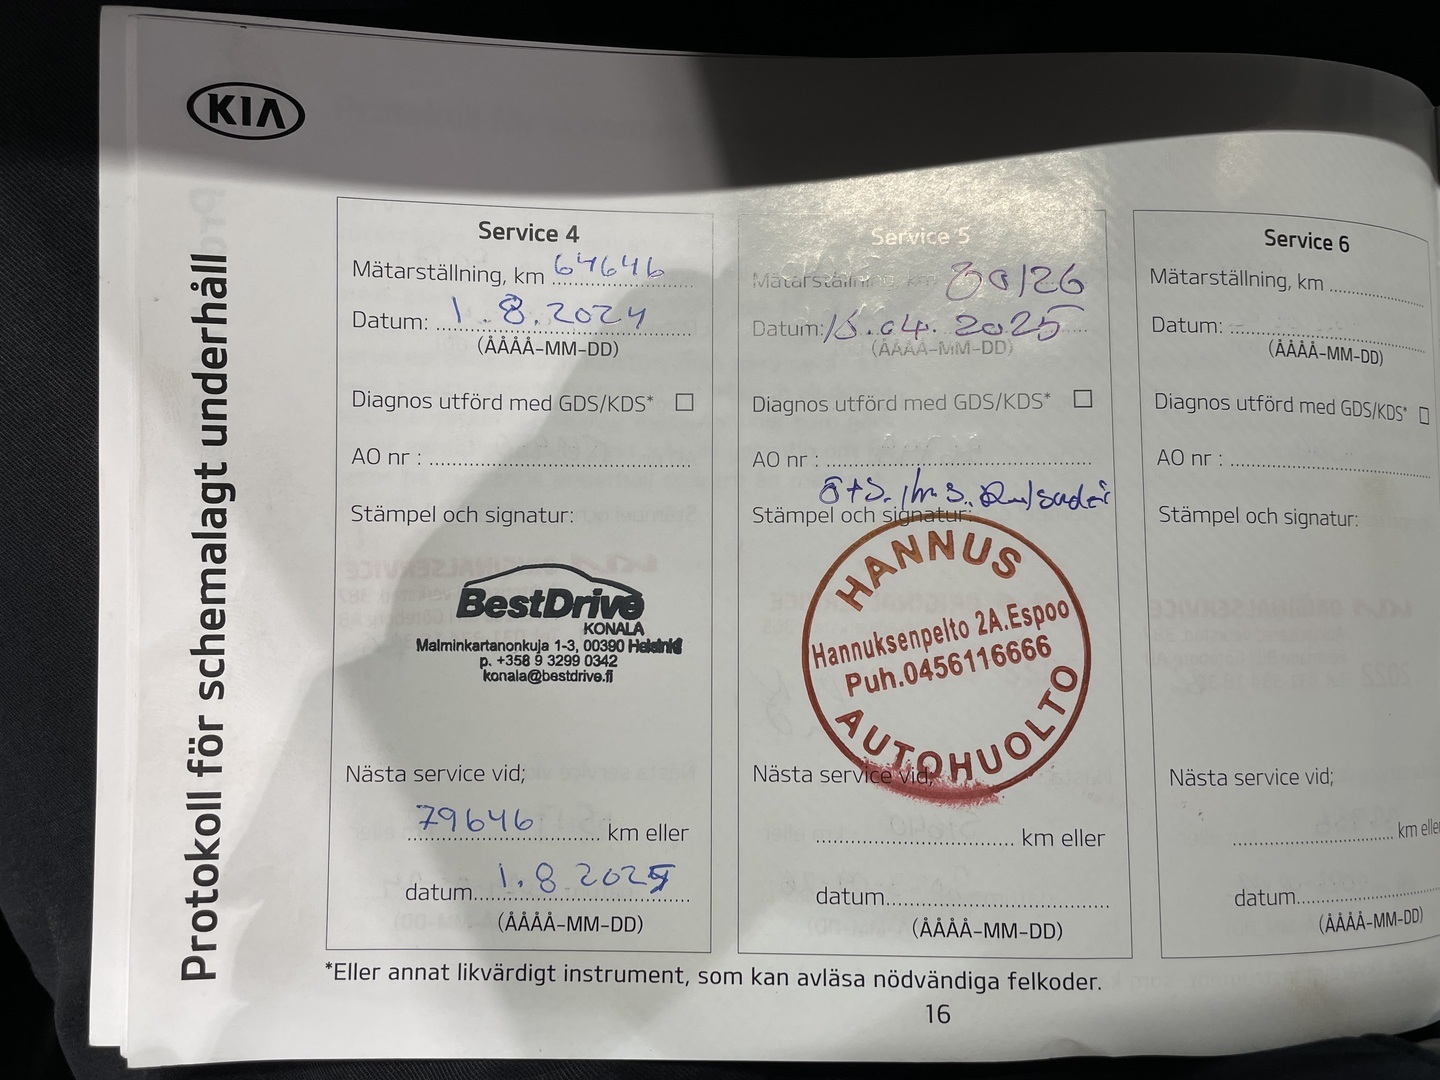 KIA
Protokoll för schemalagt underhåll
Service 4
Mätarställning, km 64646
Datum: 1.8.2024
(ÅÅÅÅ-MM-DD)
Diagnos utförd med GDS/KDS*
AO nr :
Stämpel och signatur:
BestDrive
KONALA
Malminkartanonkuja 1-3, 00390 Helsinki
p. +358 9 3299 0342
konala@bestdrive.fi
Nästa service vid;
79646 km eller
datum 1.8 2025
(ÅÅÅÅ-MM-DD)
Service 5
Mätarställning, km 80126
Datum: 15.04. 2025
(ÅÅÅÅ-MM-DD)
Diagnos utförd med GDS/KDS*
AO nr :
Stämpel och signatur:
HANNUS
Hannuksenpelto 2A.Espoo
Puh.0456116666
AUTOHUOLTO
Nästa service vid;
km eller
datum
(ÅÅÅÅ-MM-DD)
Service 6
Mätarställning, km
Datum:
(ÅÅÅÅ-MM-DD)
Diagnos utförd med GDS/KDS*
AO nr :
Stämpel och signatur:
Nästa service vid;
km eller
datum
(ÅÅÅÅ-MM-DD)
*Eller annat likvärdigt instrument, som kan avläsa nödvändiga felkoder.
16